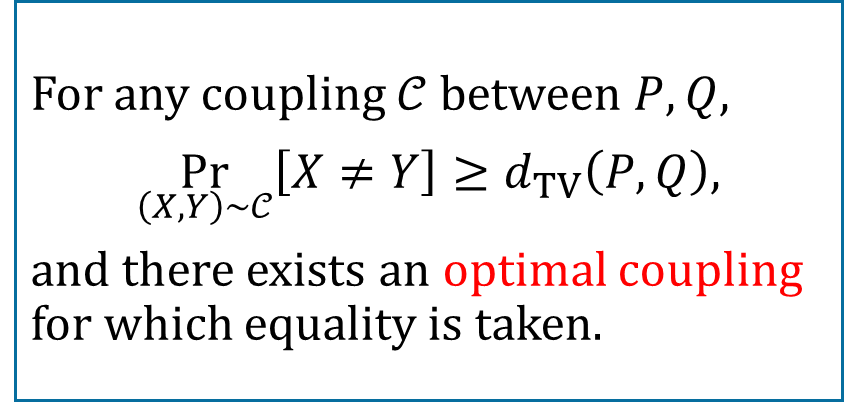 For any coupling 𝒞 between P, Q,
Pr [X ≠ Y] ≥ d_TV(P, Q),
(X,Y)~𝒞
and there exists an optimal coupling
for which equality is taken.